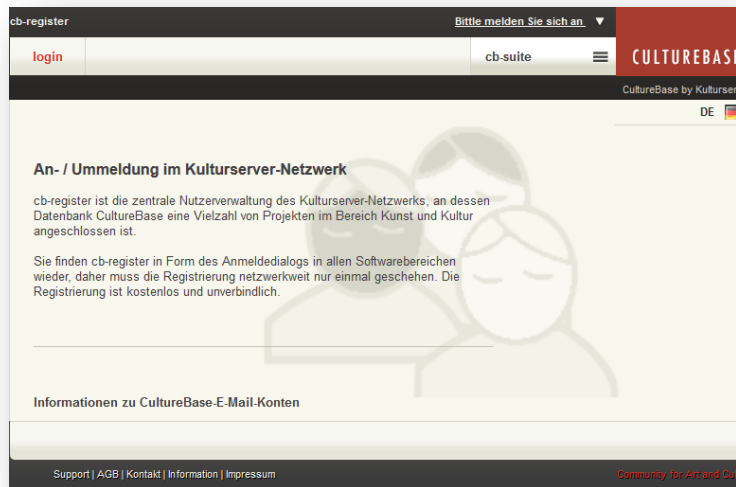 cb-register
Bittle melden Sie sich an
login
cb-suite
CULTUREBASE
CultureBase by Kulturser
DE
An- / Ummeldung im Kulturserver-Netzwerk
cb-register ist die zentrale Nutzerverwaltung des Kulturserver-Netzwerks, an dessen
Datenbank CultureBase eine Vielzahl von Projekten im Bereich Kunst und Kultur
angeschlossen ist.
Sie finden cb-register in Form des Anmeldedialogs in allen Softwarebereichen
wieder, daher muss die Registrierung netzwerkweit nur einmal geschehen. Die
Registrierung ist kostenlos und unverbindlich.
Informationen zu CultureBase-E-Mail-Konten
Support | AGB | Kontakt | Information | Impressum
Community for Art and Cu